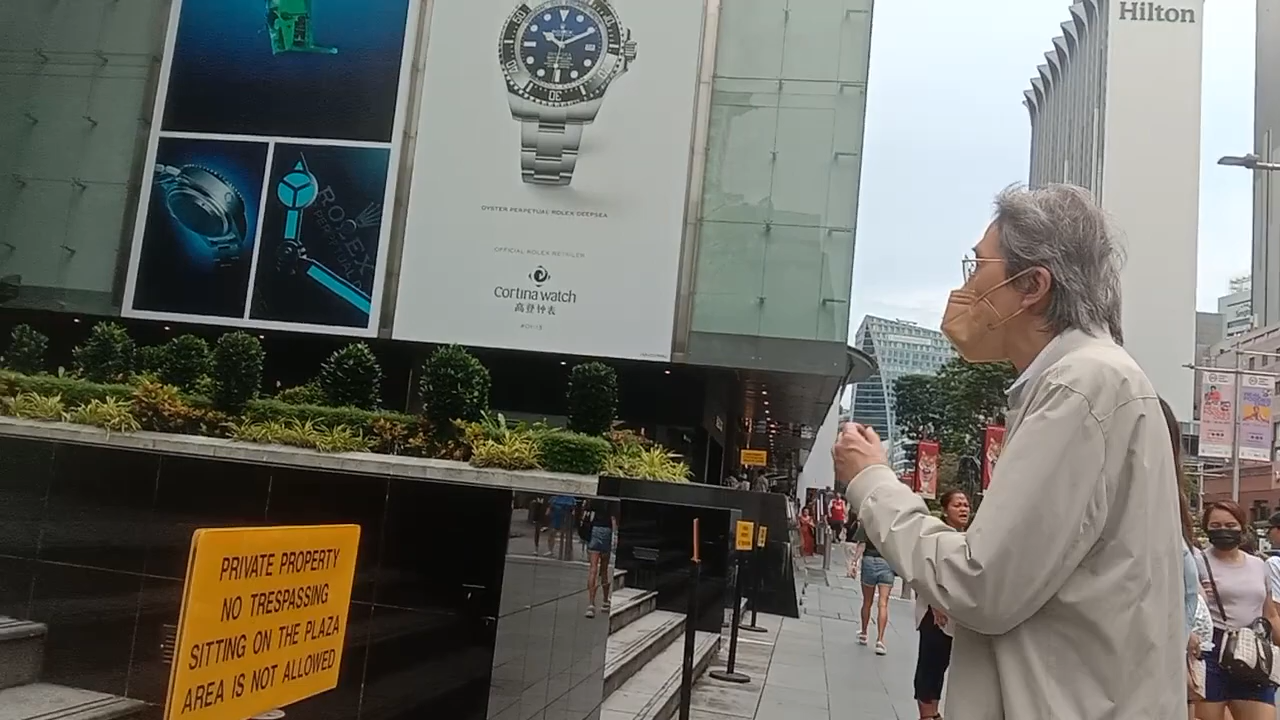 Hilton
ROLEX
OYSTER PERPETUAL ROLEX DEEPSEA
OFFICIAL ROLEX RETAILER
Cortina watch
高登钟表
PRIVATE PROPERTY
NO TRESPASSING
SITTING ON THE PLAZA
AREA IS NOT ALLOWED